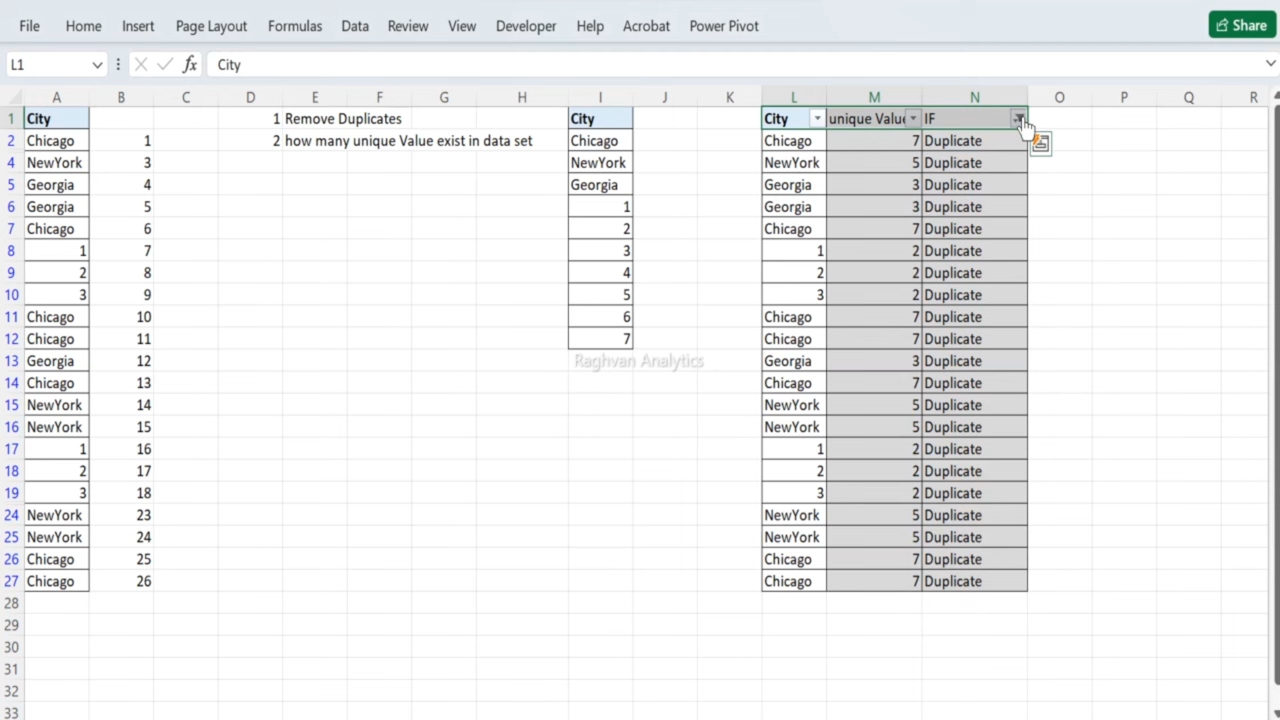 File Home Insert Page Layout Formulas Data Review View Developer Help Acrobat Power Pivot Share
L1 fx City
A B C D E F G H I J K L M N O P Q R
1 City 1 Remove Duplicates City City unique Value IF
2 Chicago 1 2 how many unique Value exist in data set Chicago Chicago 7 Duplicate
4 NewYork 3 NewYork NewYork 5 Duplicate
5 Georgia 4 Georgia Georgia 3 Duplicate
6 Georgia 5 1 Georgia 3 Duplicate
7 Chicago 6 2 Chicago 7 Duplicate
8 1 7 3 1 2 Duplicate
9 2 8 4 2 2 Duplicate
10 3 9 5 3 2 Duplicate
11 Chicago 10 6 Chicago 7 Duplicate
12 Chicago 11 7 Chicago 7 Duplicate
13 Georgia 12 Raghvan Analytics Georgia 3 Duplicate
14 Chicago 13 Chicago 7 Duplicate
15 NewYork 14 NewYork 5 Duplicate
16 NewYork 15 NewYork 5 Duplicate
17 1 16 1 2 Duplicate
18 2 17 2 2 Duplicate
19 3 18 3 2 Duplicate
24 NewYork 23 NewYork 5 Duplicate
25 NewYork 24 NewYork 5 Duplicate
26 Chicago 25 Chicago 7 Duplicate
27 Chicago 26 Chicago 7 Duplicate
28
29
30
31
32
33